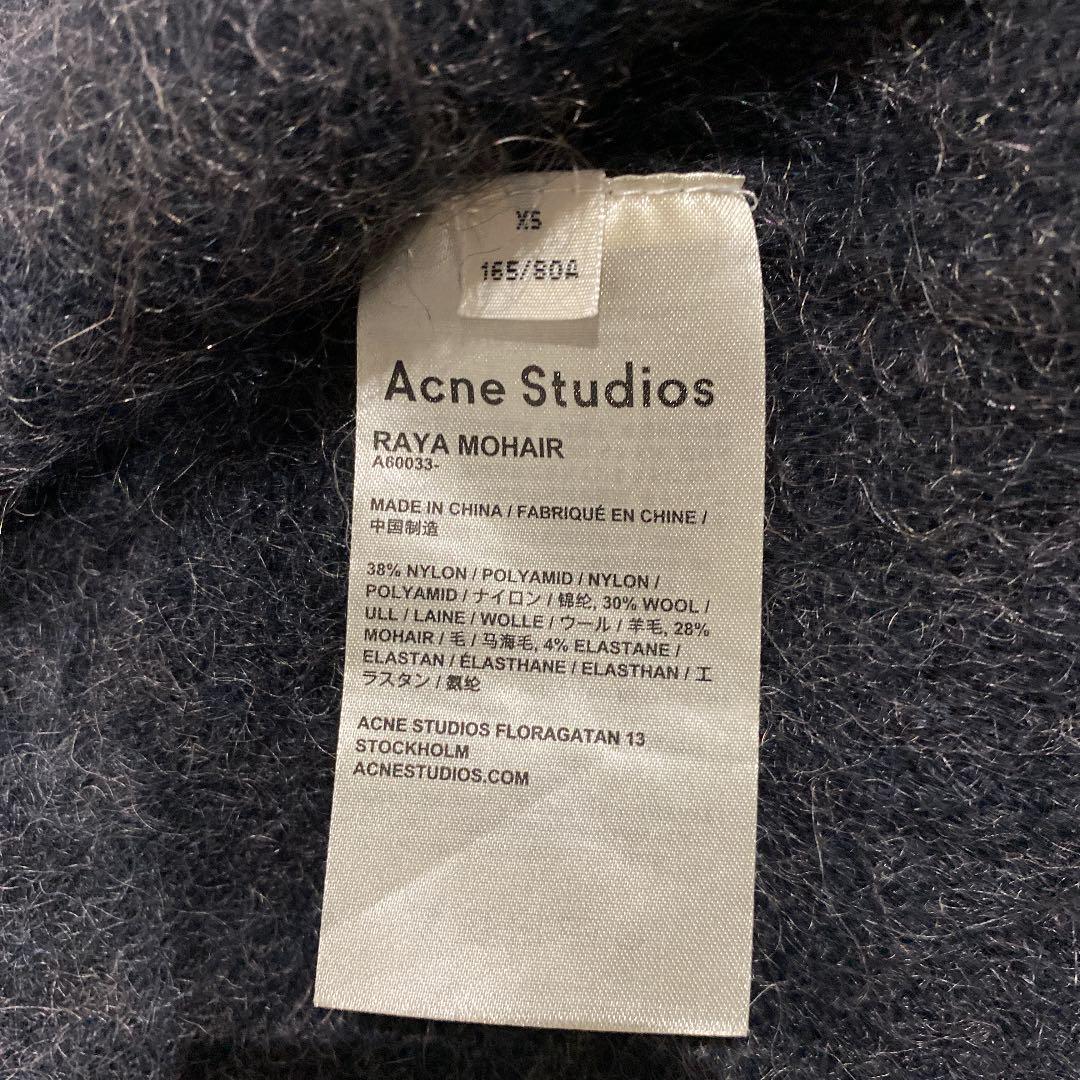 XS
165/80A
Acne Studios
RAYA MOHAIR
A60033-
MADE IN CHINA / FABRIQUÉ EN CHINE /
中国制造
38% NYLON / POLYAMID / NYLON /
POLYAMID / ナイロン / 锦纶, 30% WOOL /
ULL / LAINE / WOLLE / ウール / 羊毛, 28%
MOHAIR / 毛 / 马海毛, 4% ELASTANE /
ELASTAN / ÉLASTHANE / ELASTHAN / エ
ラスタン / 氨纶
ACNE STUDIOS FLORAGATAN 13
STOCKHOLM
ACNESTUDIOS.COM